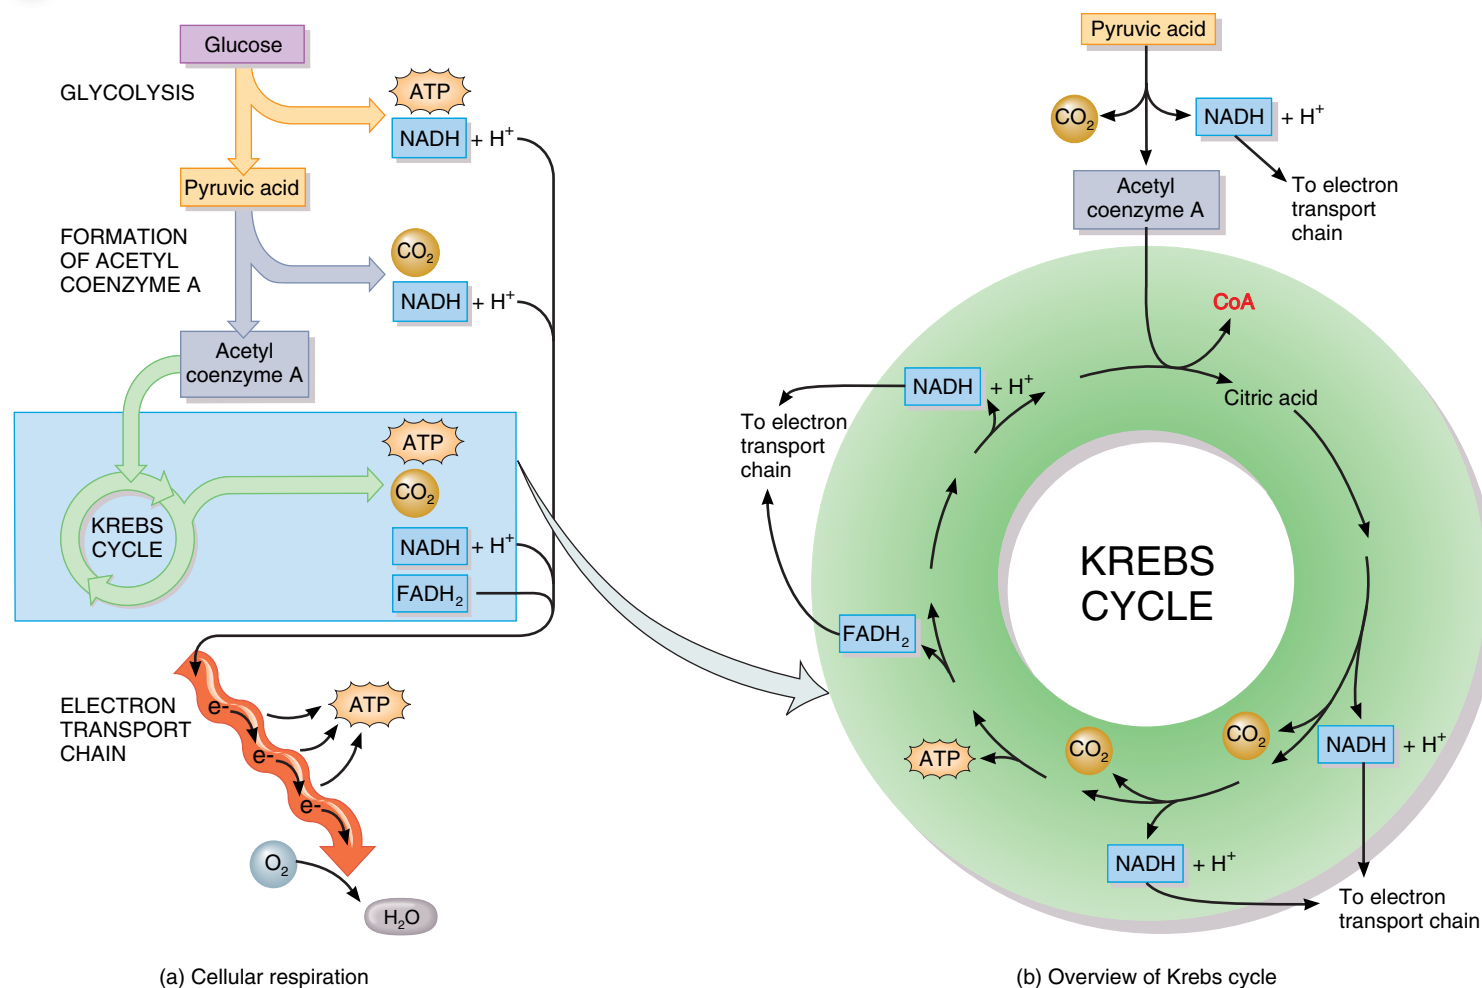 Glucose
GLYCOLYSIS
ATP
NADH + H⁺
Pyruvic acid
FORMATION
OF ACETYL
COENZYME A
CO₂
NADH + H⁺
Acetyl
coenzyme A
KREBS
CYCLE
ATP
CO₂
NADH + H⁺
FADH₂
ELECTRON
TRANSPORT
CHAIN
e-
e-
e-
ATP
O₂
H₂O
(a) Cellular respiration
Pyruvic acid
CO₂
NADH + H⁺
To electron
transport
chain
Acetyl
coenzyme A
CoA
Citric acid
NADH + H⁺
To electron
transport
chain
KREBS
CYCLE
FADH₂
ATP
CO₂
CO₂
NADH + H⁺
NADH + H⁺
To electron
transport chain
(b) Overview of Krebs cycle